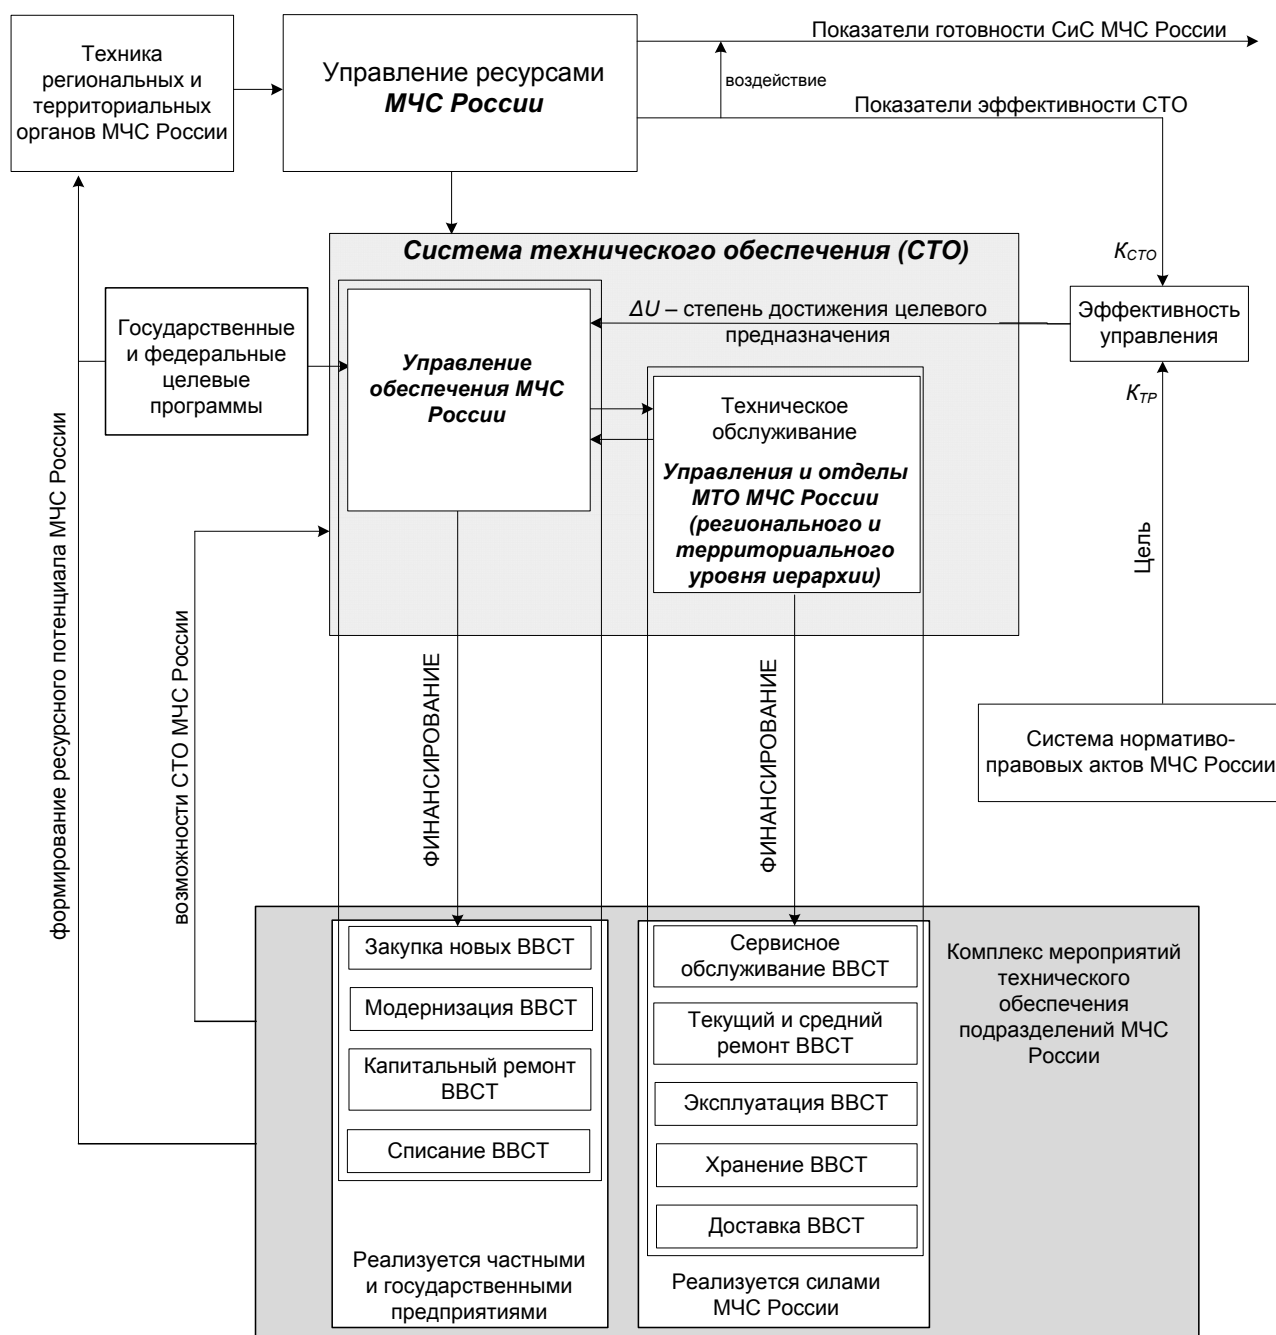 Техника
региональных и
территориальных
органов МЧС России
Управление ресурсами
МЧС России
Показатели готовности СиС МЧС России
воздействие
Показатели эффективности СТО
Система технического обеспечения (СТО)
KСТО
Государственные
и федеральные
целевые
программы
Управление
обеспечения МЧС
России
ΔU – степень достижения целевого
предназначения
Эффективность
управления
KТР
Техническое
обслуживание
Управления и отделы
МТО МЧС России
(регионального и
территориального
уровня иерархии)
Цель
формирование ресурсного потенциала МЧС России
возможности СТО МЧС России
ФИНАНСИРОВАНИЕ
ФИНАНСИРОВАНИЕ
Система нормативо-
правовых актов МЧС России
Закупка новых ВВСТ
Модернизация ВВСТ
Капитальный ремонт
ВВСТ
Списание ВВСТ
Реализуется частными
и государственными
предприятиями
Сервисное
обслуживание ВВСТ
Текущий и средний
ремонт ВВСТ
Эксплуатация ВВСТ
Хранение ВВСТ
Доставка ВВСТ
Реализуется силами
МЧС России
Комплекс мероприятий
технического
обеспечения
подразделений МЧС
России